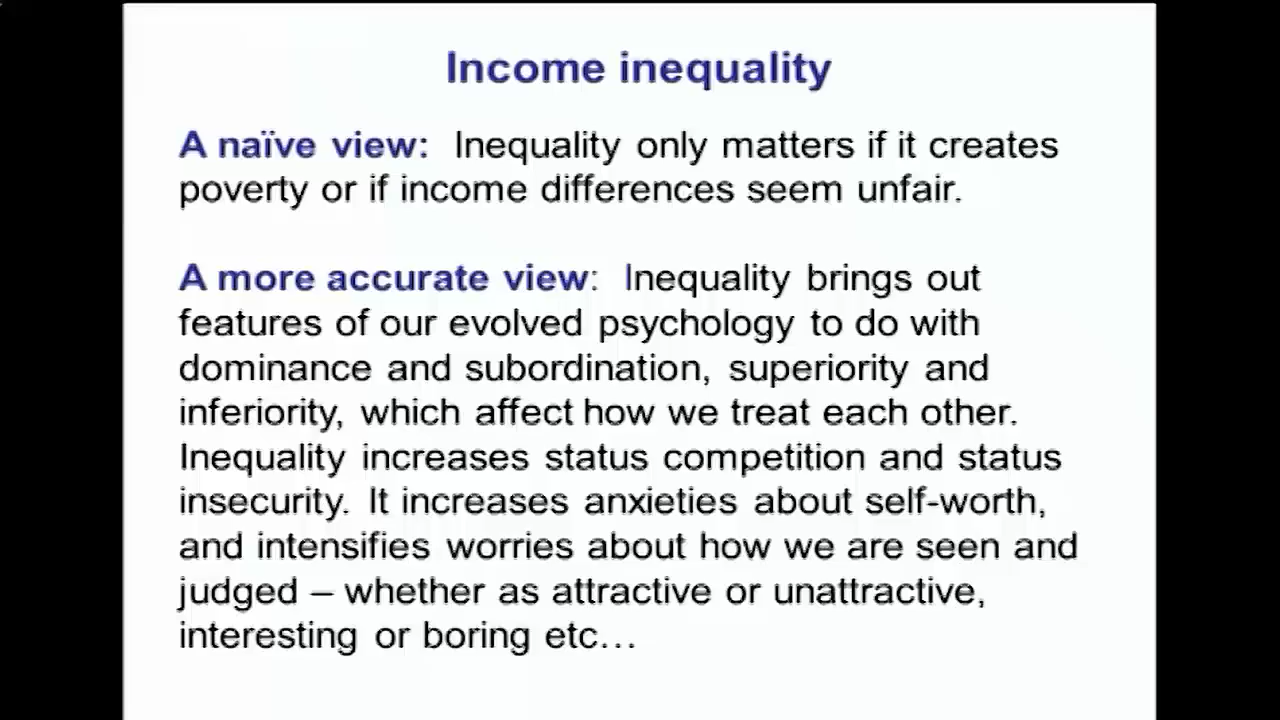 Income inequality
A naïve view: Inequality only matters if it creates
poverty or if income differences seem unfair.
A more accurate view: Inequality brings out
features of our evolved psychology to do with
dominance and subordination, superiority and
inferiority, which affect how we treat each other.
Inequality increases status competition and status
insecurity. It increases anxieties about self-worth,
and intensifies worries about how we are seen and
judged – whether as attractive or unattractive,
interesting or boring etc…